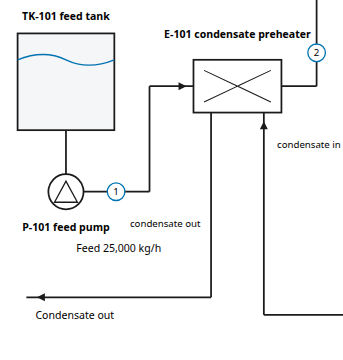 TK-101 feed tank
E-101 condensate preheater
2
condensate in
1
condensate out
P-101 feed pump
Feed 25,000 kg/h
Condensate out